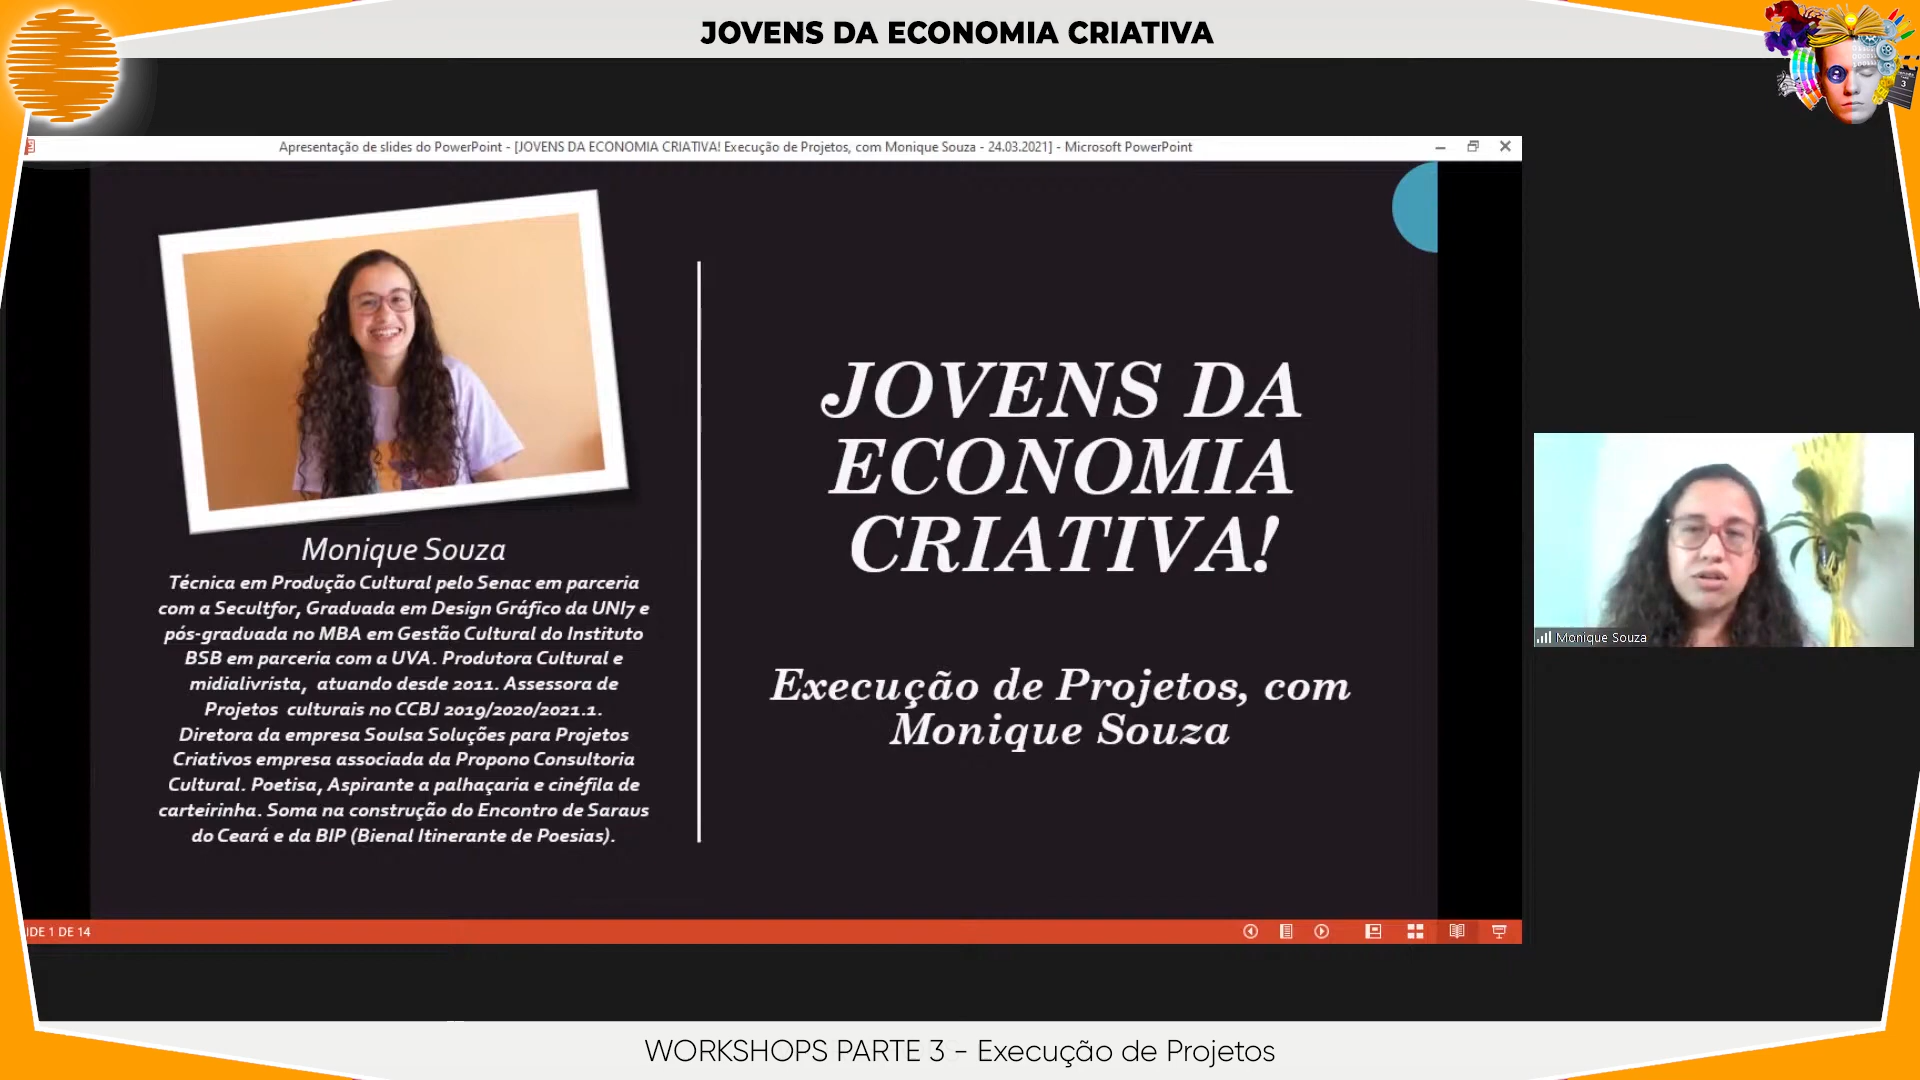 JOVENS DA ECONOMIA CRIATIVA
Apresentação de slides do PowerPoint - [JOVENS DA ECONOMIA CRIATIVA! Execução de Projetos, com Monique Souza - 24.03.2021] - Microsoft PowerPoint
Monique Souza
Técnica em Produção Cultural pelo Senac em parceria
com a Secultfor, Graduada em Design Gráfico da UNI7 e
pós-graduada no MBA em Gestão Cultural do Instituto
BSB em parceria com a UVA. Produtora Cultural e
midialivrista, atuando desde 2011. Assessora de
Projetos culturais no CCBJ 2019/2020/2021.1.
Diretora da empresa Soulsa Soluções para Projetos
Criativos empresa associada da Propono Consultoria
Cultural. Poetisa, Aspirante a palhaçaria e cinéfila de
carteirinha. Soma na construção do Encontro de Saraus
do Ceará e da BIP (Bienal Itinerante de Poesias).
JOVENS DA
ECONOMIA
CRIATIVA!
Execução de Projetos, com
Monique Souza
Monique Souza
IDE 1 DE 14
WORKSHOPS PARTE 3 - Execução de Projetos